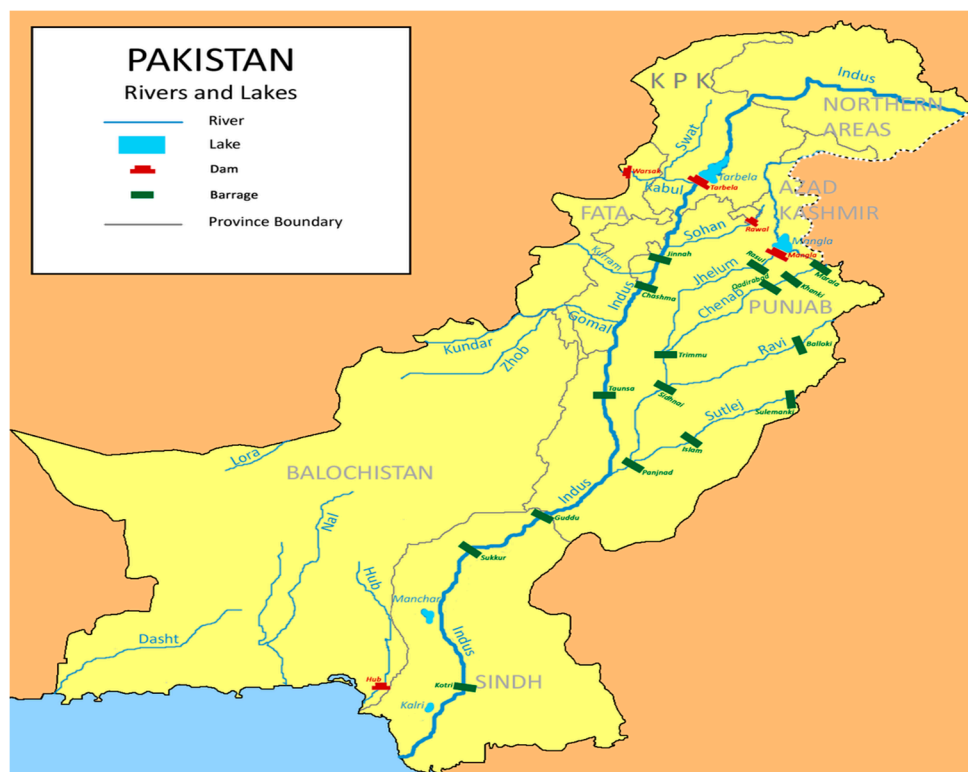 PAKISTAN
Rivers and Lakes
River
Lake
Dam
Barrage
Province Boundary
KPK
Indus
NORTHERN
AREAS
Swat
Warsak
Kabul
Tarbela
Tarbela
AZAD
KASHMIR
FATA
Sohan
Rawal
Mangla
Mangla
Kurram
Jinnah
Rasul
Marala
Jhelum
Qadirabad
Khanki
Chashma
Indus
Chenab
PUNJAB
Gomal
Kundar
Zhob
Trimmu
Ravi
Balloki
Taunsa
Sidhnai
Sutlej
Sulemanki
Islam
Lora
BALOCHISTAN
Panjnad
Indus
Nal
Guddu
Sukkur
Hub
Manchar
Dasht
Indus
Hub
Kotri
SINDH
Kalri